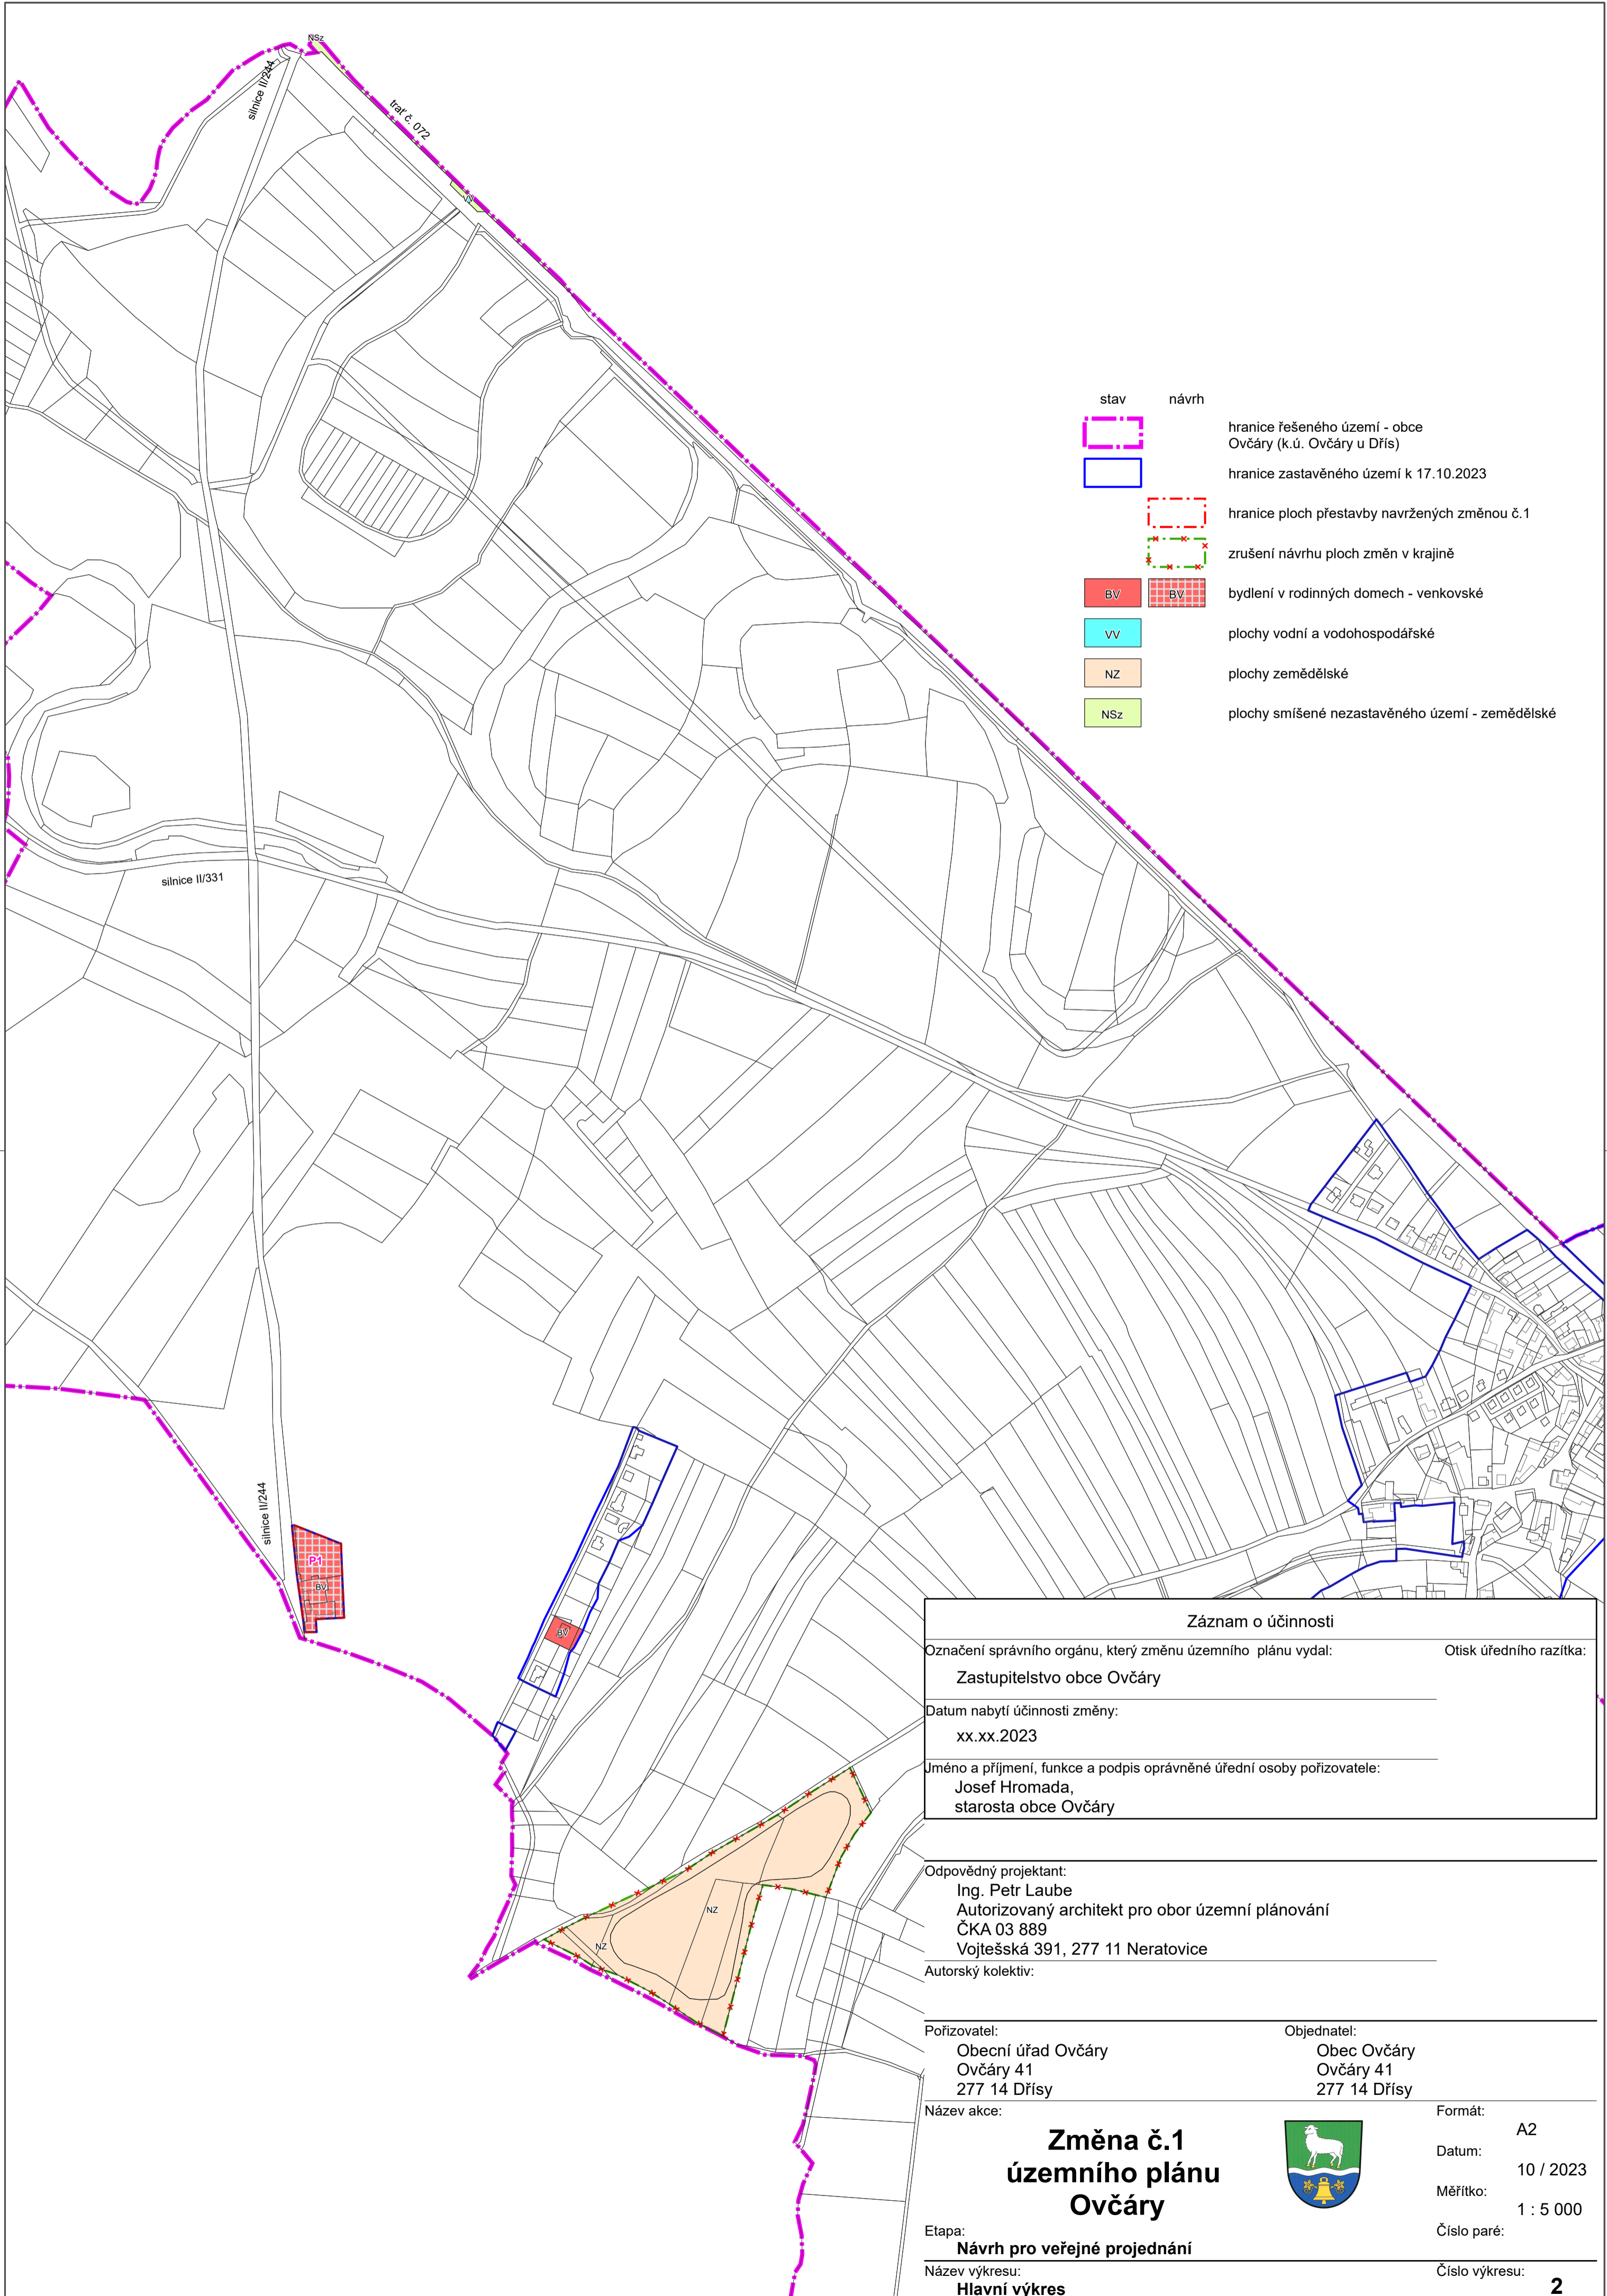 NSz
silnice II/244
trať č. 072
VV
stav
návrh
hranice řešeného území - obce
Ovčáry (k.ú. Ovčáry u Dřís)
hranice zastavěného území k 17.10.2023
hranice ploch přestavby navržených změnou č.1
zrušení návrhu ploch změn v krajině
BV
BV
bydlení v rodinných domech - venkovské
VV
plochy vodní a vodohospodářské
NZ
plochy zemědělské
NSz
plochy smíšené nezastavěného území - zemědělské
silnice II/331
silnice II/244
P1
BV
BV
NZ
NZ
Záznam o účinnosti
Označení správního orgánu, který změnu územního plánu vydal:
Otisk úředního razítka:
Zastupitelstvo obce Ovčáry
Datum nabytí účinnosti změny:
xx.xx.2023
Jméno a příjmení, funkce a podpis oprávněné úřední osoby pořizovatele:
Josef Hromada,
starosta obce Ovčáry
Odpovědný projektant:
Ing. Petr Laube
Autorizovaný architekt pro obor územní plánování
ČKA 03 889
Vojtešská 391, 277 11 Neratovice
Autorský kolektiv:
Pořizovatel:
Obecní úřad Ovčáry
Ovčáry 41
277 14 Dřísy
Objednatel:
Obec Ovčáry
Ovčáry 41
277 14 Dřísy
Název akce:
Změna č.1
územního plánu
Ovčáry
Formát:
A2
Datum:
10 / 2023
Měřítko:
1 : 5 000
Etapa:
Návrh pro veřejné projednání
Číslo paré:
Název výkresu:
Hlavní výkres
Číslo výkresu:
2